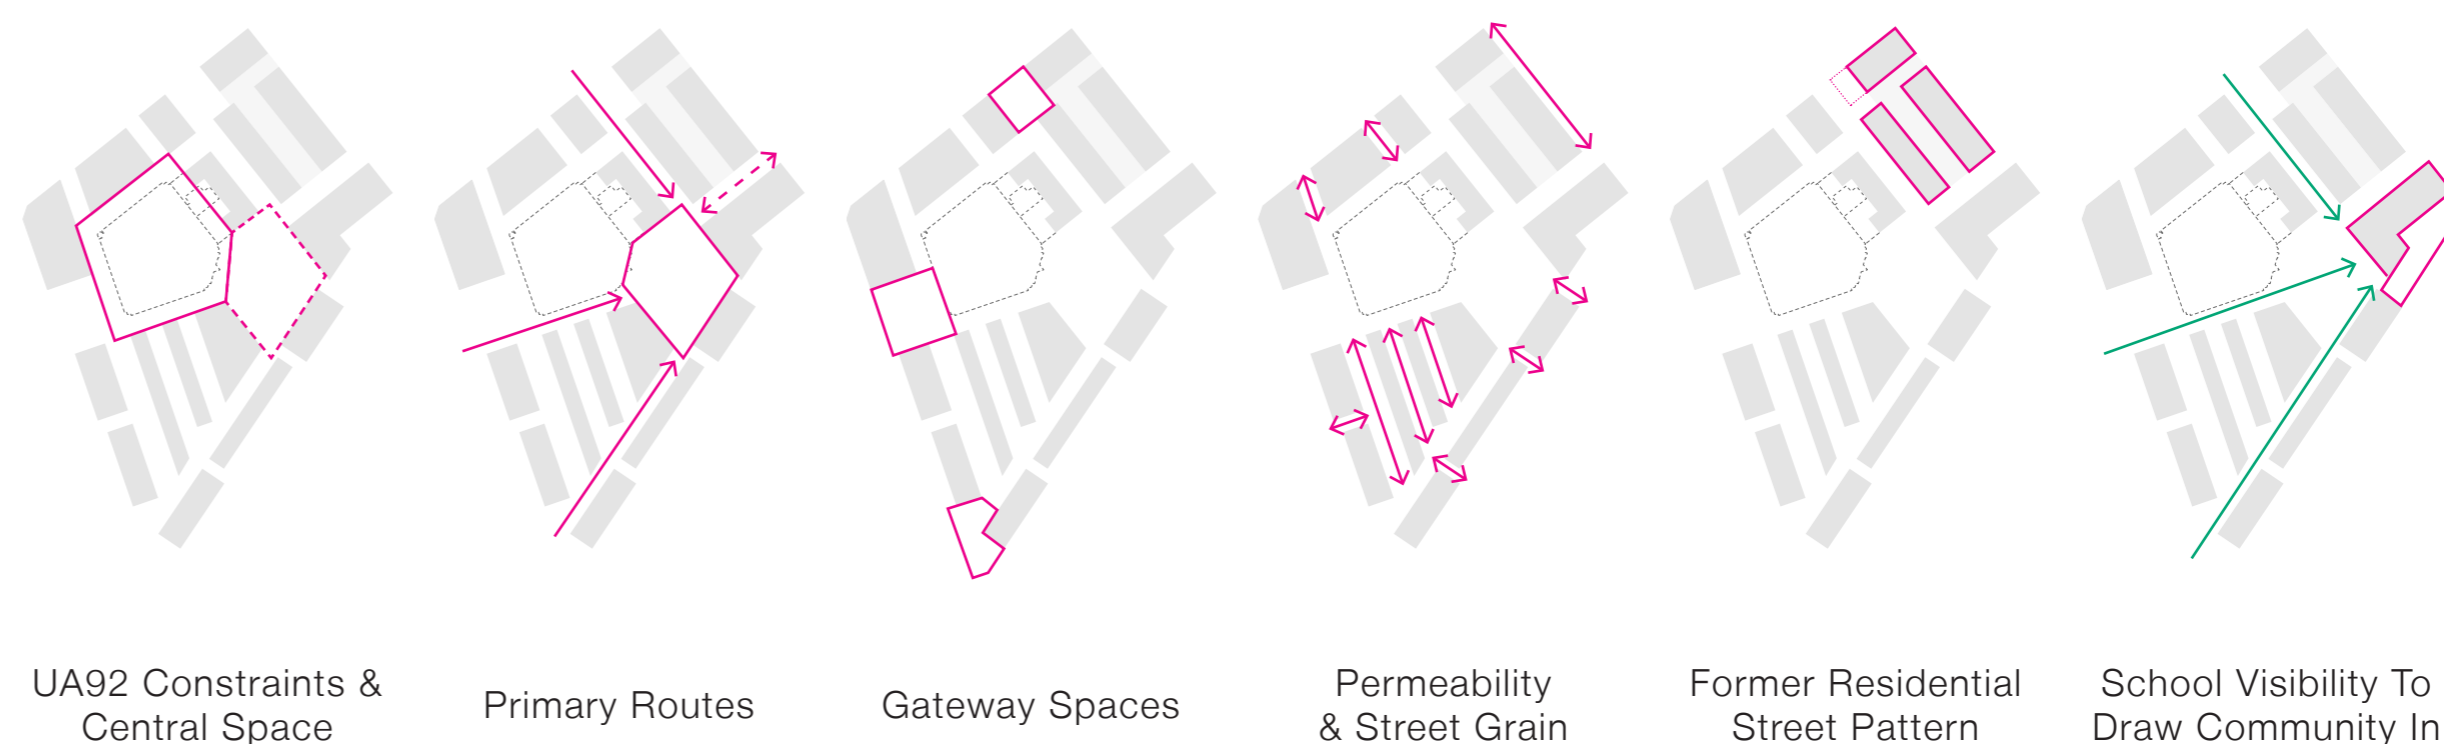 UA92 Constraints &
Central Space
Primary Routes
Gateway Spaces
Permeability
& Street Grain
Former Residential
Street Pattern
School Visibility To
Draw Community In